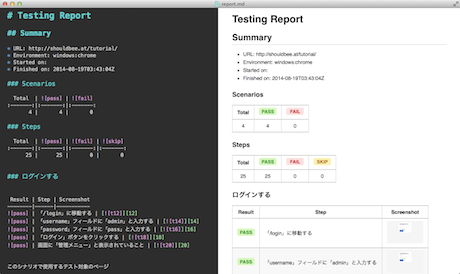 report.md
# Testing Report
## Summary
* URL: http://shouldbee.at/tutorial/
* Environment: windows:chrome
* Started on:
* Finished on: 2014-08-19T03:43:04Z
### Scenarios
Total | ![pass] | ![fail]
------:|------:|------:
4 | 4 | 0
### Steps
Total | ![pass] | ![fail] | ![skip]
------:|------:|------:|------:
25 | 25 | 0 | 0
### ログインする
Result | Step | Screenshot
------|------|------
![pass] | 「/login」に移動する | [![t12]][12]
![pass] | 「username」フィールドに「admin」と入力する | [![t14]][14]
![pass] | 「password」フィールドに「pass」と入力する | [![t16]][16]
![pass] | 「ログイン」ボタンをクリックする | [![t18]][18]
![pass] | 画面に「管理メニュー」と表示されていること | [![t20]][20]
このシナリオで使用するテスト対象のページ
Testing Report
Summary
• URL: http://shouldbee.at/tutorial/
• Environment: windows:chrome
• Started on:
• Finished on: 2014-08-19T03:43:04Z
Scenarios
Total PASS FAIL
4 4 0
Steps
Total PASS FAIL SKIP
25 25 0 0
ログインする
Result Step Screenshot
PASS 「/login」に移動する
PASS 「username」フィールドに「admin」と入力する